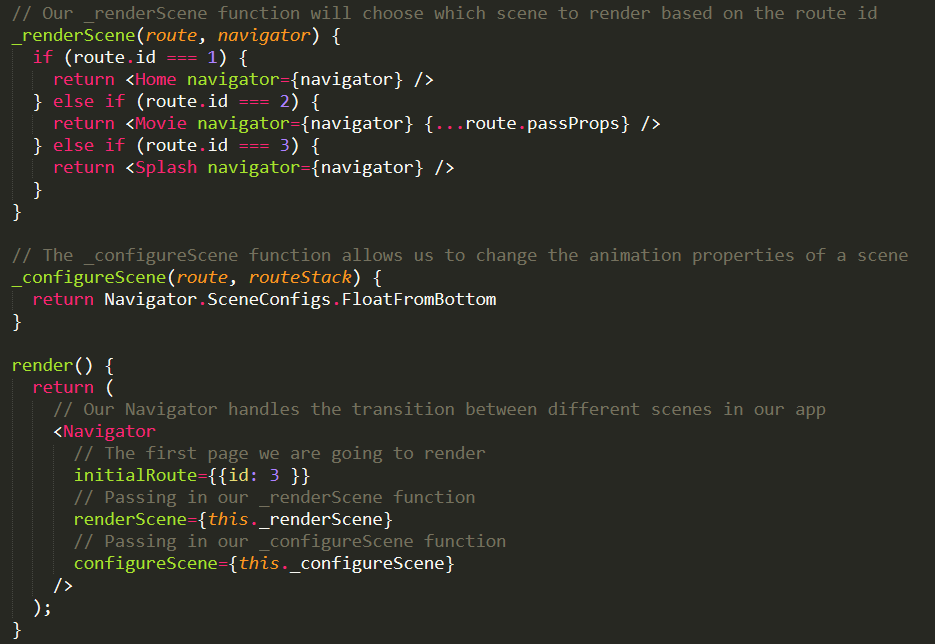 // Our _renderScene function will choose which scene to render based on the route id
_renderScene(route, navigator) {
  if (route.id === 1) {
    return <Home navigator={navigator} />
  } else if (route.id === 2) {
    return <Movie navigator={navigator} {...route.passProps} />
  } else if (route.id === 3) {
    return <Splash navigator={navigator} />
  }
}

// The _configureScene function allows us to change the animation properties of a scene
_configureScene(route, routeStack) {
  return Navigator.SceneConfigs.FloatFromBottom
}

render() {
  return (
    // Our Navigator handles the transition between different scenes in our app
    <Navigator
      // The first page we are going to render
      initialRoute={{id: 3 }}
      // Passing in our _renderScene function
      renderScene={this._renderScene}
      // Passing in our _configureScene function
      configureScene={this._configureScene}
    />
  );
}